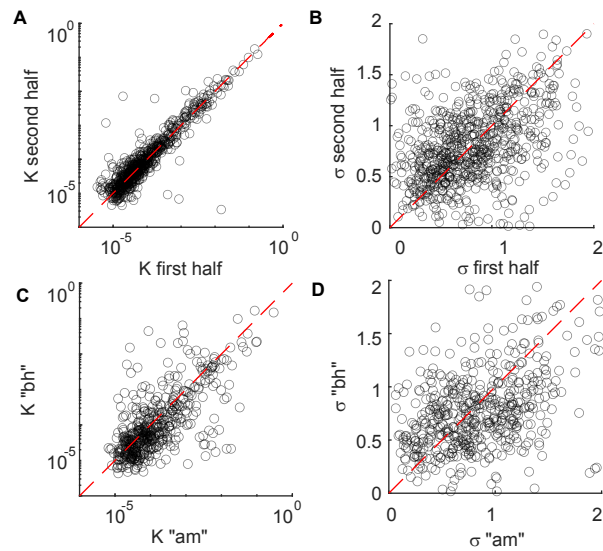 A
10^0
10^-5
K second half
10^-5
10^0
K first half
B
2
1.5
1
0.5
0
σ second half
0
1
2
σ first half
C
10^0
10^-5
K "bh"
10^-5
10^0
K "am"
D
2
1.5
1
0.5
0
σ "bh"
0
1
2
σ "am"